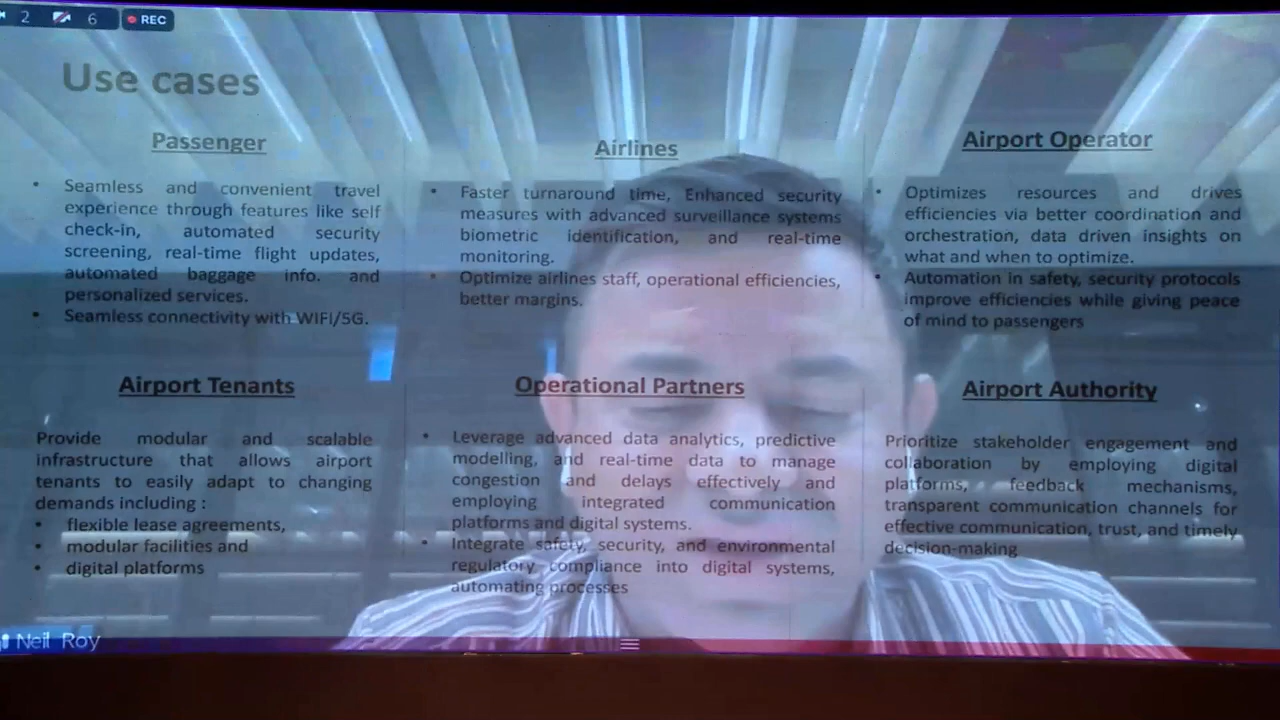 2 6 REC
Use cases
Passenger
Seamless and convenient travel
experience through features like self
check-in, automated security
screening, real-time flight updates,
automated baggage info. and
personalized services.
Seamless connectivity with WIFI/5G.
Airlines
Faster turnaround time, Enhanced security
measures with advanced surveillance systems
biometric identification, and real-time
monitoring.
Optimize airlines staff, operational efficiencies,
better margins.
Airport Operator
Optimizes resources and drives
efficiencies via better coordination and
orchestration, data driven insights on
what and when to optimize.
Automation in safety, security protocols
improve efficiencies while giving peace
of mind to passengers
Airport Tenants
Provide modular and scalable
infrastructure that allows airport
tenants to easily adapt to changing
demands including :
flexible lease agreements,
modular facilities and
digital platforms
Operational Partners
Leverage advanced data analytics, predictive
modelling, and real-time data to manage
congestion and delays effectively and
employing integrated communication
platforms and digital systems.
Integrate safety, security, and environmental
regulatory compliance into digital systems,
automating processes
Airport Authority
Prioritize stakeholder engagement and
collaboration by employing digital
platforms, feedback mechanisms,
transparent communication channels for
effective communication, trust, and timely
decision-making
Neil Roy